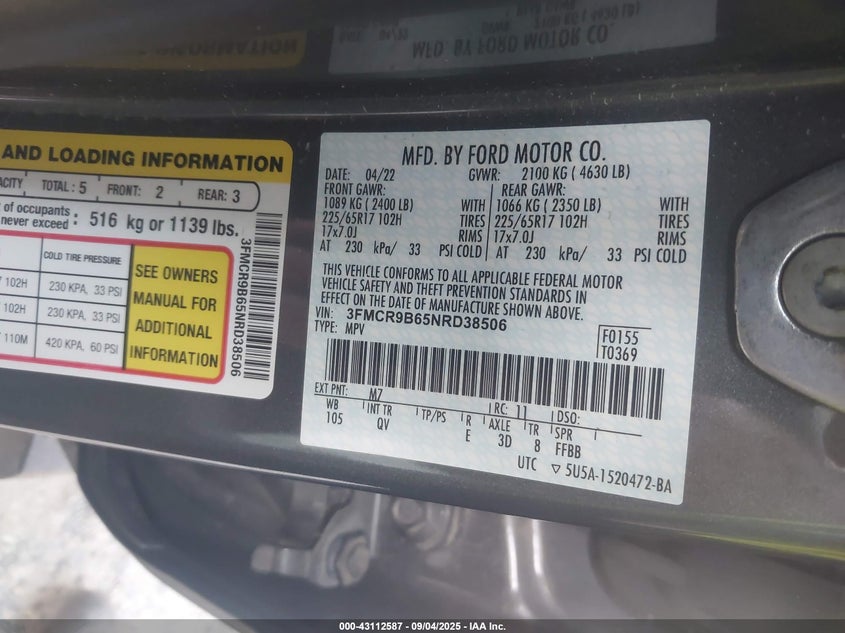 AND LOADING INFORMATION
TOTAL: 5 FRONT: 2 REAR: 3
of occupants
never exceed : 516 kg or 1139 lbs.
COLD TIRE PRESSURE
102H 230 KPA, 33 PSI
102H 230 KPA, 33 PSI
110M 420 KPA, 60 PSI
SEE OWNERS
MANUAL FOR
ADDITIONAL
INFORMATION
3FMCR9B65NRD38506
MFD. BY FORD MOTOR CO.
DATE: 04/22 GVWR: 2100 KG ( 4630 LB)
FRONT GAWR: REAR GAWR:
1089 KG ( 2400 LB) WITH 1066 KG ( 2350 LB) WITH
225/65R17 102H TIRES 225/65R17 102H TIRES
17x7.0J RIMS 17x7.0J RIMS
AT 230 kPa/ 33 PSI COLD AT 230 kPa/ 33 PSI COLD
THIS VEHICLE CONFORMS TO ALL APPLICABLE FEDERAL MOTOR
VEHICLE SAFETY AND THEFT PREVENTION STANDARDS IN
EFFECT ON THE DATE OF MANUFACTURE SHOWN ABOVE.
VIN: 3FMCR9B65NRD38506
TYPE: MPV
F0155
T0369
EXT PNT: M7 RC: 11 DSO:
WB INT TR TP/PS R AXLE TR SPR
105 QV E 3D 8 FFBB
UTC ▽ 5U5A-1520472-BA
000-43112587 - 09/04/2025 - IAA Inc.